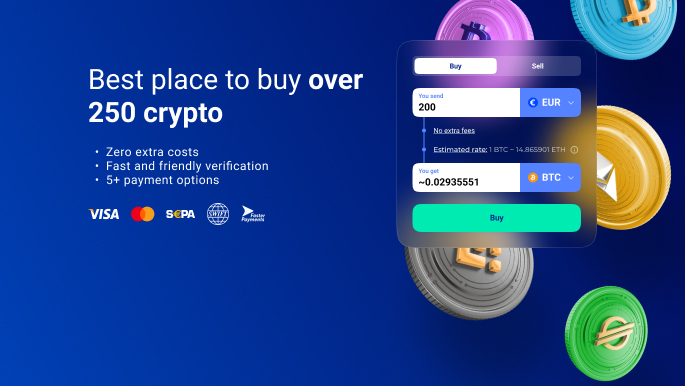 Best place to buy over
250 crypto
• Zero extra costs
• Fast and friendly verification
• 5+ payment options
VISA
SEPA
SWIFT
Faster
Payments
Buy
Sell
You send
200
EUR
No extra fees
Estimated rate: 1 BTC ~ 14.865901 ETH
You get
~0.02935551
BTC
Buy